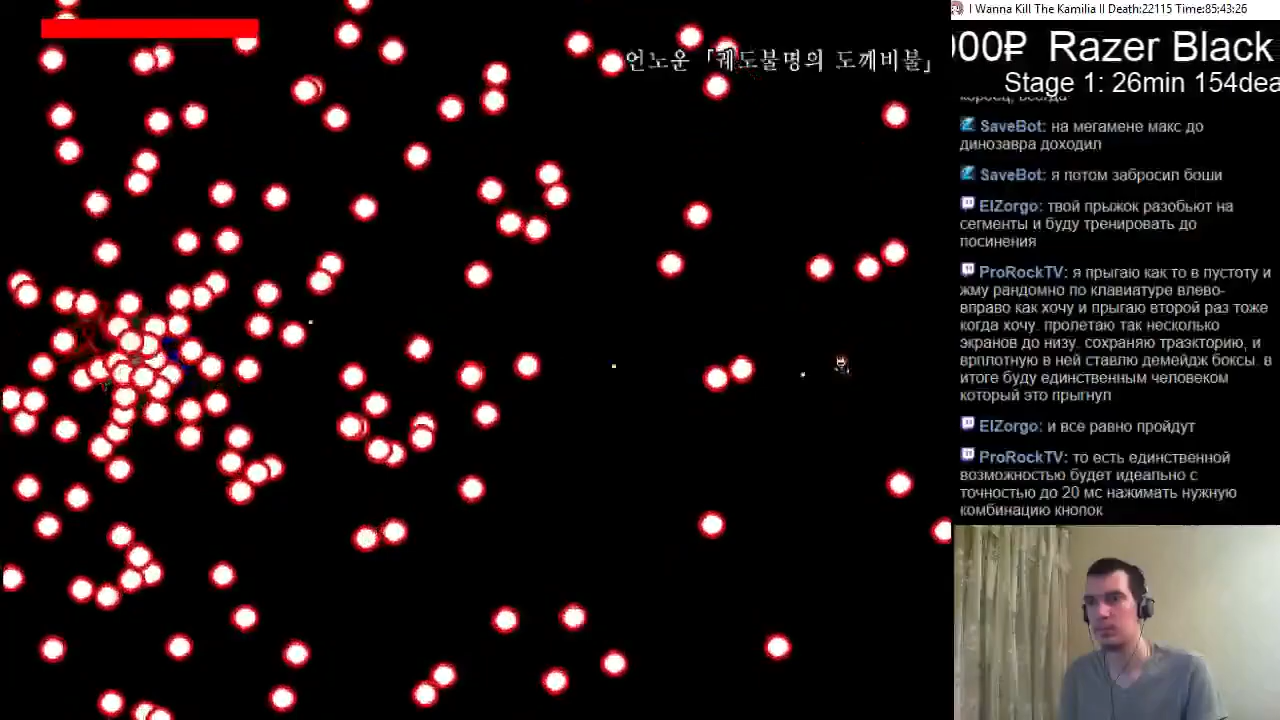 I Wanna Kill The Kamilia II Death:22115 Time:85:43:26
000₽ Razer Black
Stage 1: 26min 154dea
언노운「궤도불명의 도깨비불」
SaveBot: на мегамене макс до
динозавра доходил
SaveBot: я потом забросил боши
ElZorgo: твой прыжок разобьют на
сегменты и буду тренировать до
посинения
ProRockTV: я прыгаю как то в пустоту и
жму рандомно по клавиатуре влево-
вправо как хочу и прыгаю второй раз тоже
когда хочу. пролетаю так несколько
экранов до низу. сохраняю траэкторию, и
врплотную в ней ставлю демейдж боксы. в
итоге буду единственным человеком
который это прыгнул
ElZorgo: и все равно пройдут
ProRockTV: то есть единственной
возможностью будет идеально с
точностью до 20 мс нажимать нужную
комбинацию кнопок